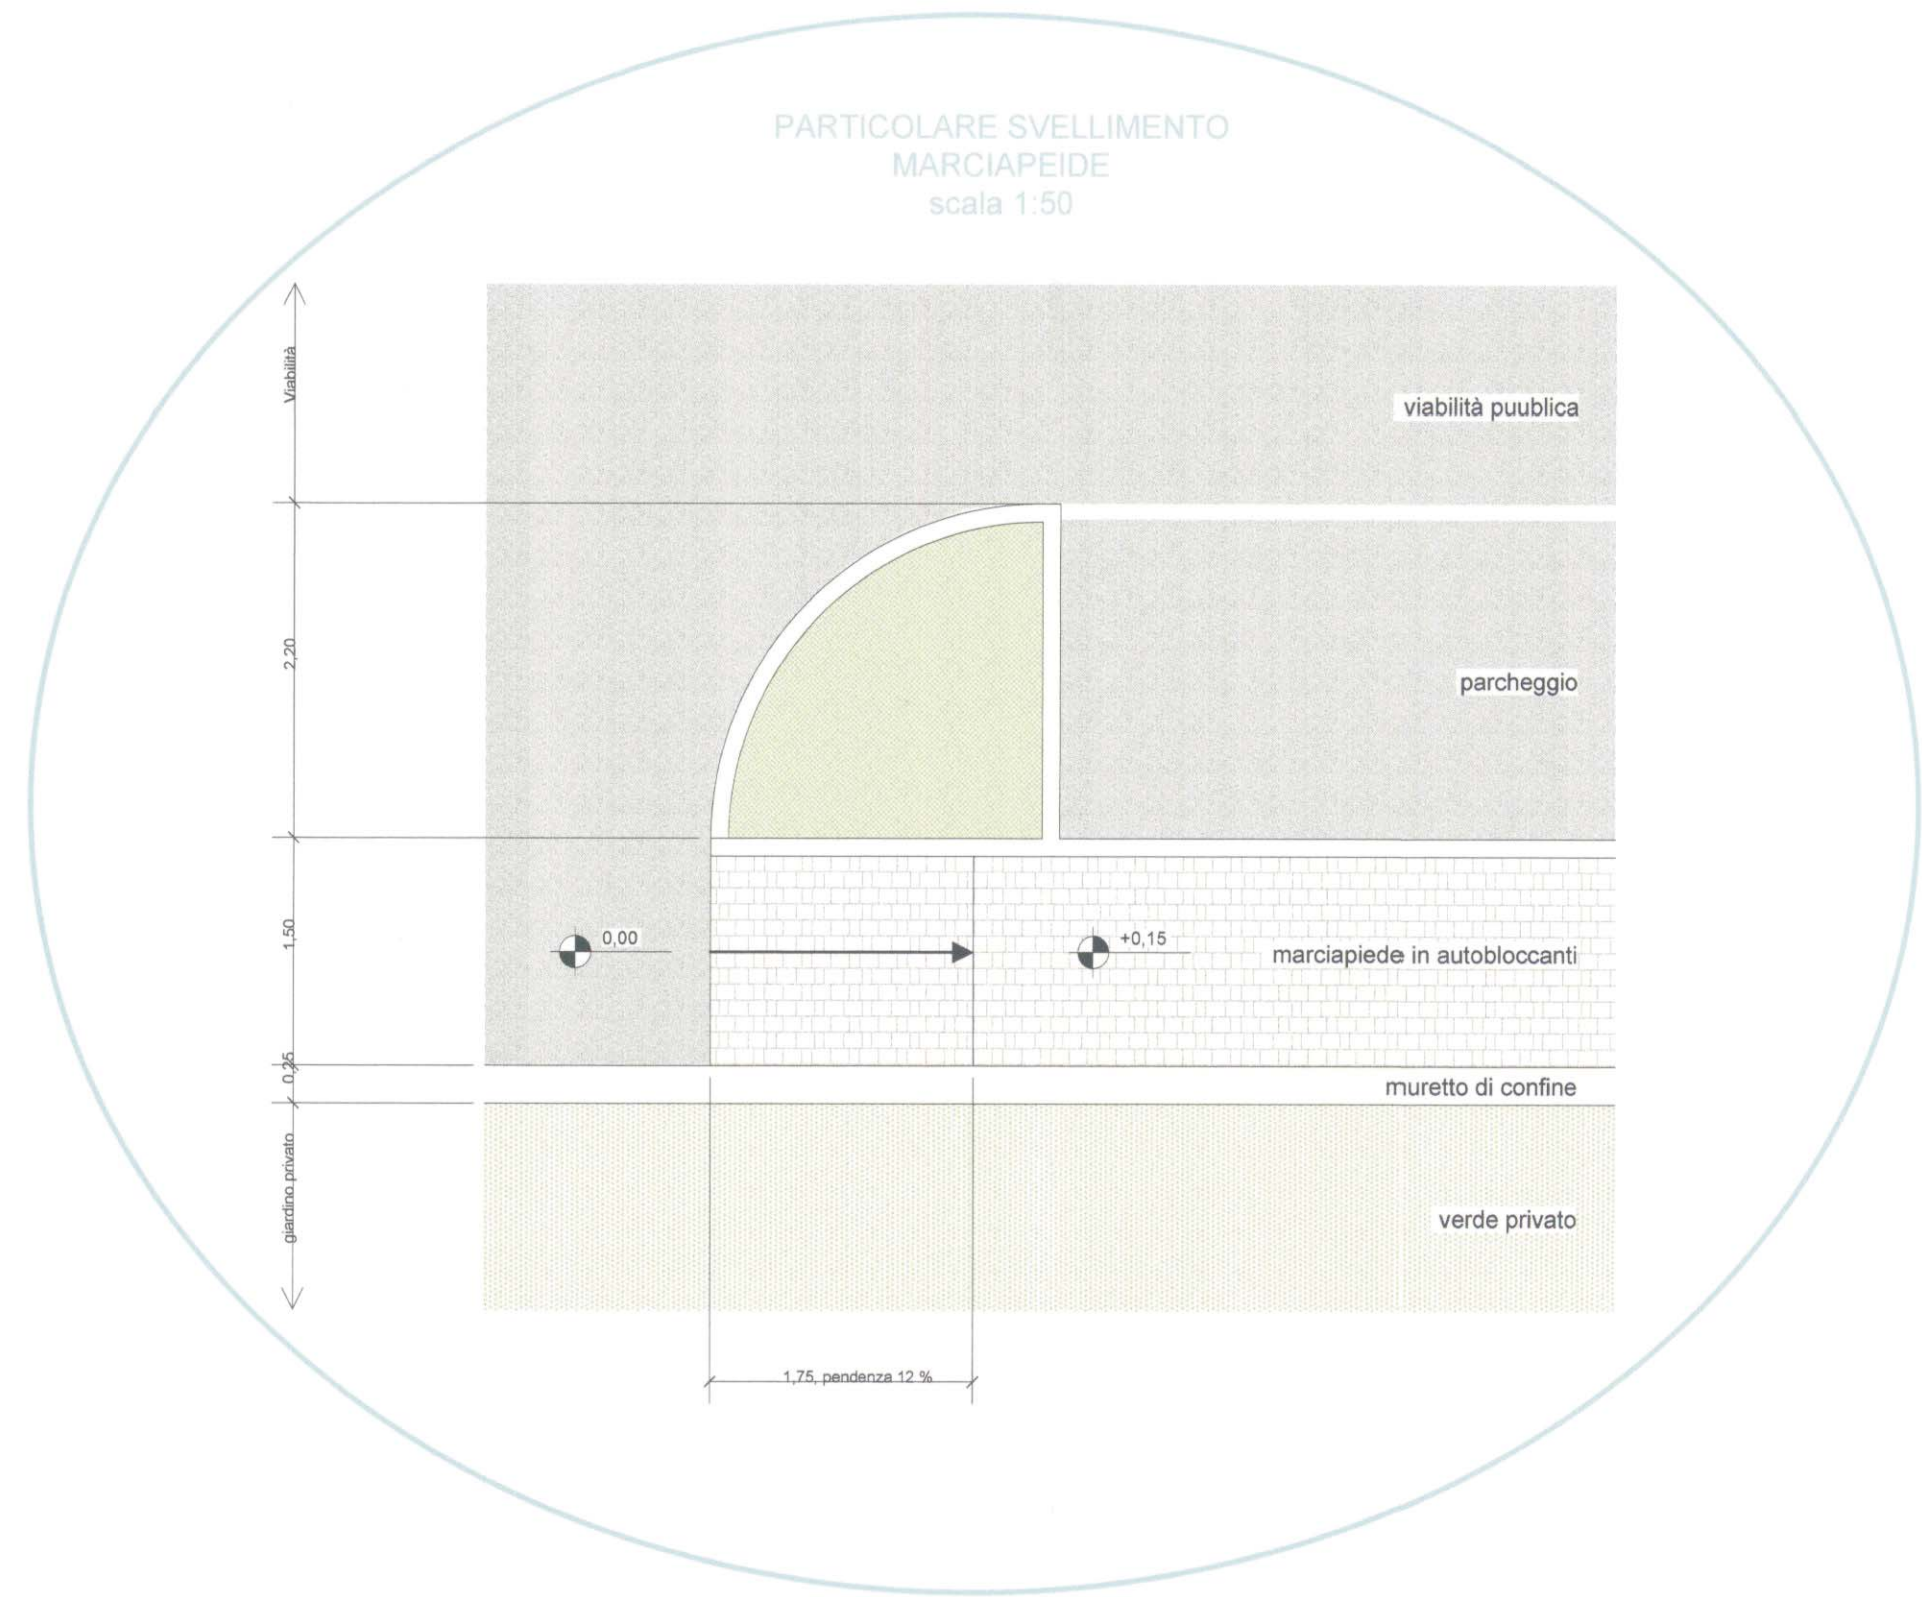 PARTICOLARE SVELLIMENTO
MARCIAPEIDE
scala 1:50
Viabilità
viabilità puublica
2,20
parcheggio
1,50
0,00
+0,15
marciapiede in autobloccanti
0,25
muretto di confine
giardino privato
verde privato
1,75, pendenza 12 %